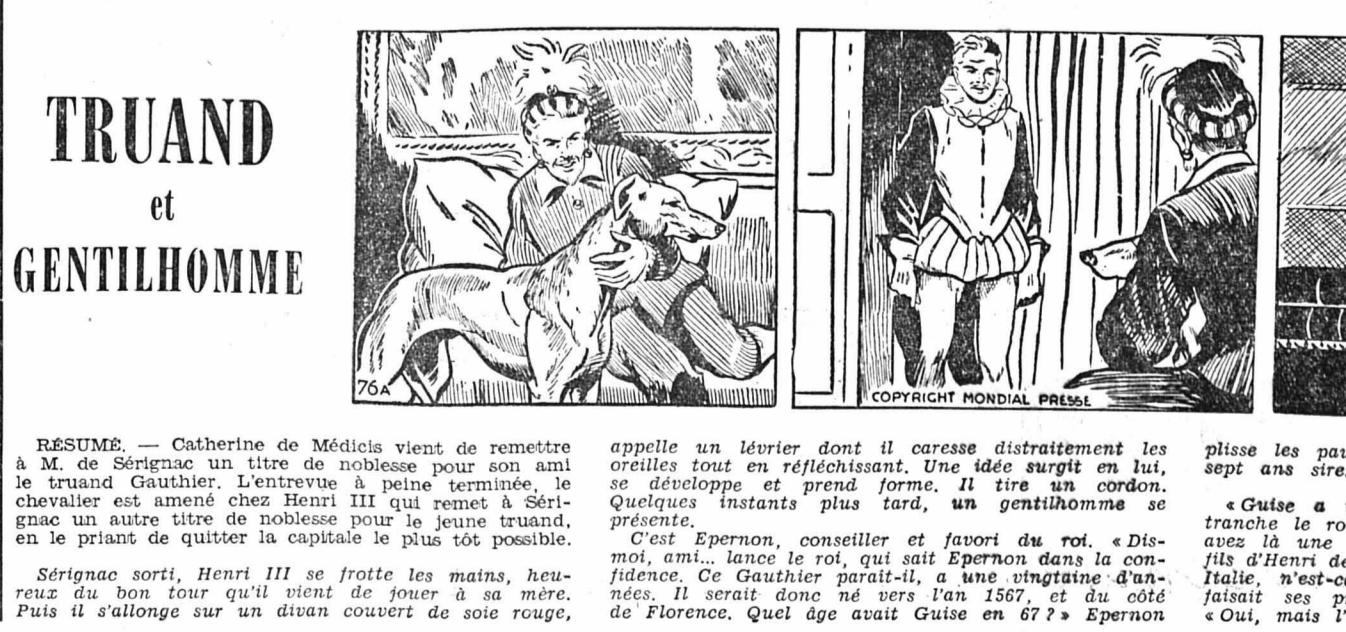 TRUAND
et
GENTILHOMME
76A
COPYRIGHT MONDIAL PRESSE
RÉSUMÉ. — Catherine de Médicis vient de remettre
à M. de Sérignac un titre de noblesse pour son ami
le truand Gauthier. L'entrevue à peine terminée, le
chevalier est amené chez Henri III qui remet à Séri-
gnac un autre titre de noblesse pour le jeune truand,
en le priant de quitter la capitale le plus tôt possible.
Sérignac sorti, Henri III se frotte les mains, heu-
reux du bon tour qu'il vient de jouer à sa mère.
Puis il s'allonge sur un divan couvert de soie rouge,
appelle un lévrier dont il caresse distraitement les
oreilles tout en réfléchissant. Une idée surgit en lui,
se développe et prend forme. Il tire un cordon.
Quelques instants plus tard, un gentilhomme se
présente.
C'est Epernon, conseiller et favori du roi. « Dis-
moi, ami... lance le roi, qui sait Epernon dans la con-
fidence. Ce Gauthier parait-il, a une vingtaine d'an-
nées. Il serait donc né vers l'an 1567, et du côté
de Florence. Quel âge avait Guise en 67 ? » Epernon
plisse les
sept ans sire
« Guise a
tranche le
avez là une
fils d'Henri
Italie,
faisait ses
« Oui, mais